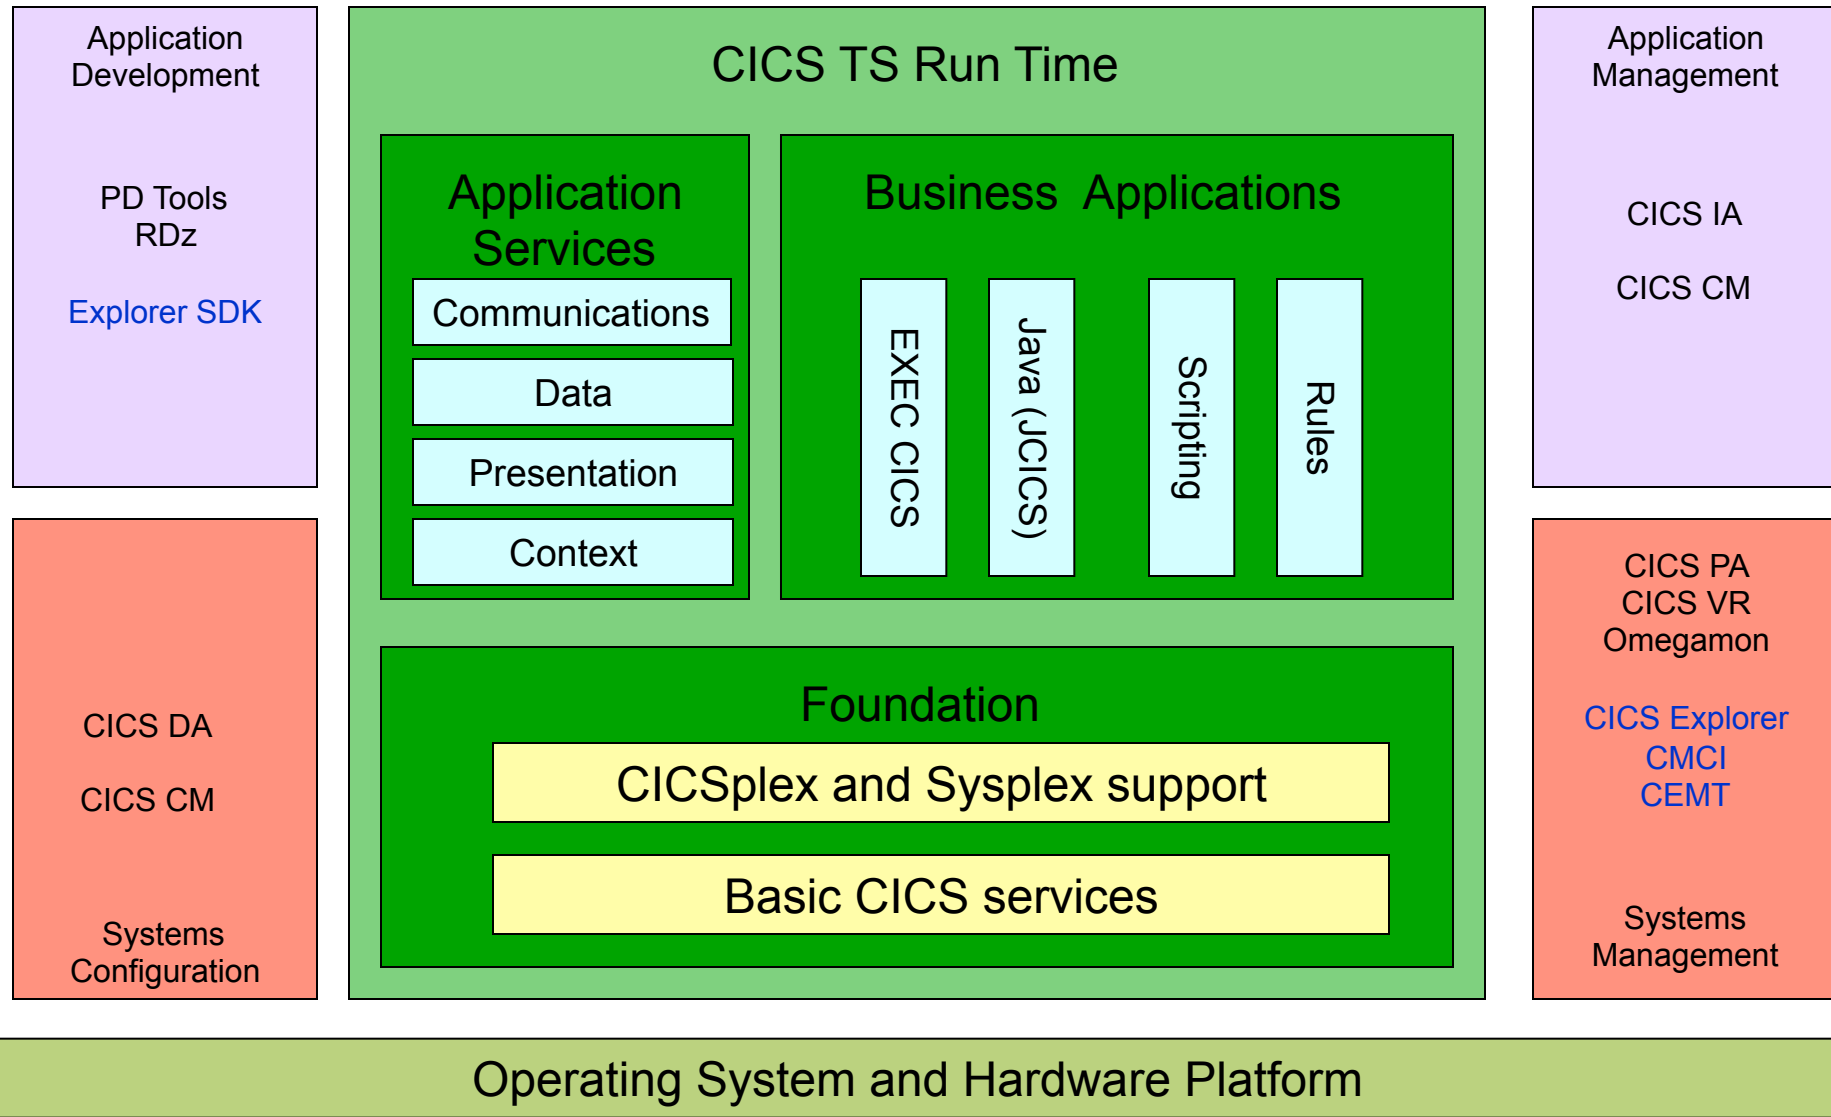 Application
Development
PD Tools
RDz
Explorer SDK
CICS DA
CICS CM
Systems
Configuration
CICS TS Run Time
Application
Services
Communications
Data
Presentation
Context
Business  Applications
EXEC CICS
Java (JCICS)
Scripting
Rules
Foundation
CICSplex and Sysplex support
Basic CICS services
Application
Management
CICS IA
CICS CM
CICS PA
CICS VR
Omegamon
CICS Explorer
CMCI
CEMT
Systems
Management
Operating System and Hardware Platform